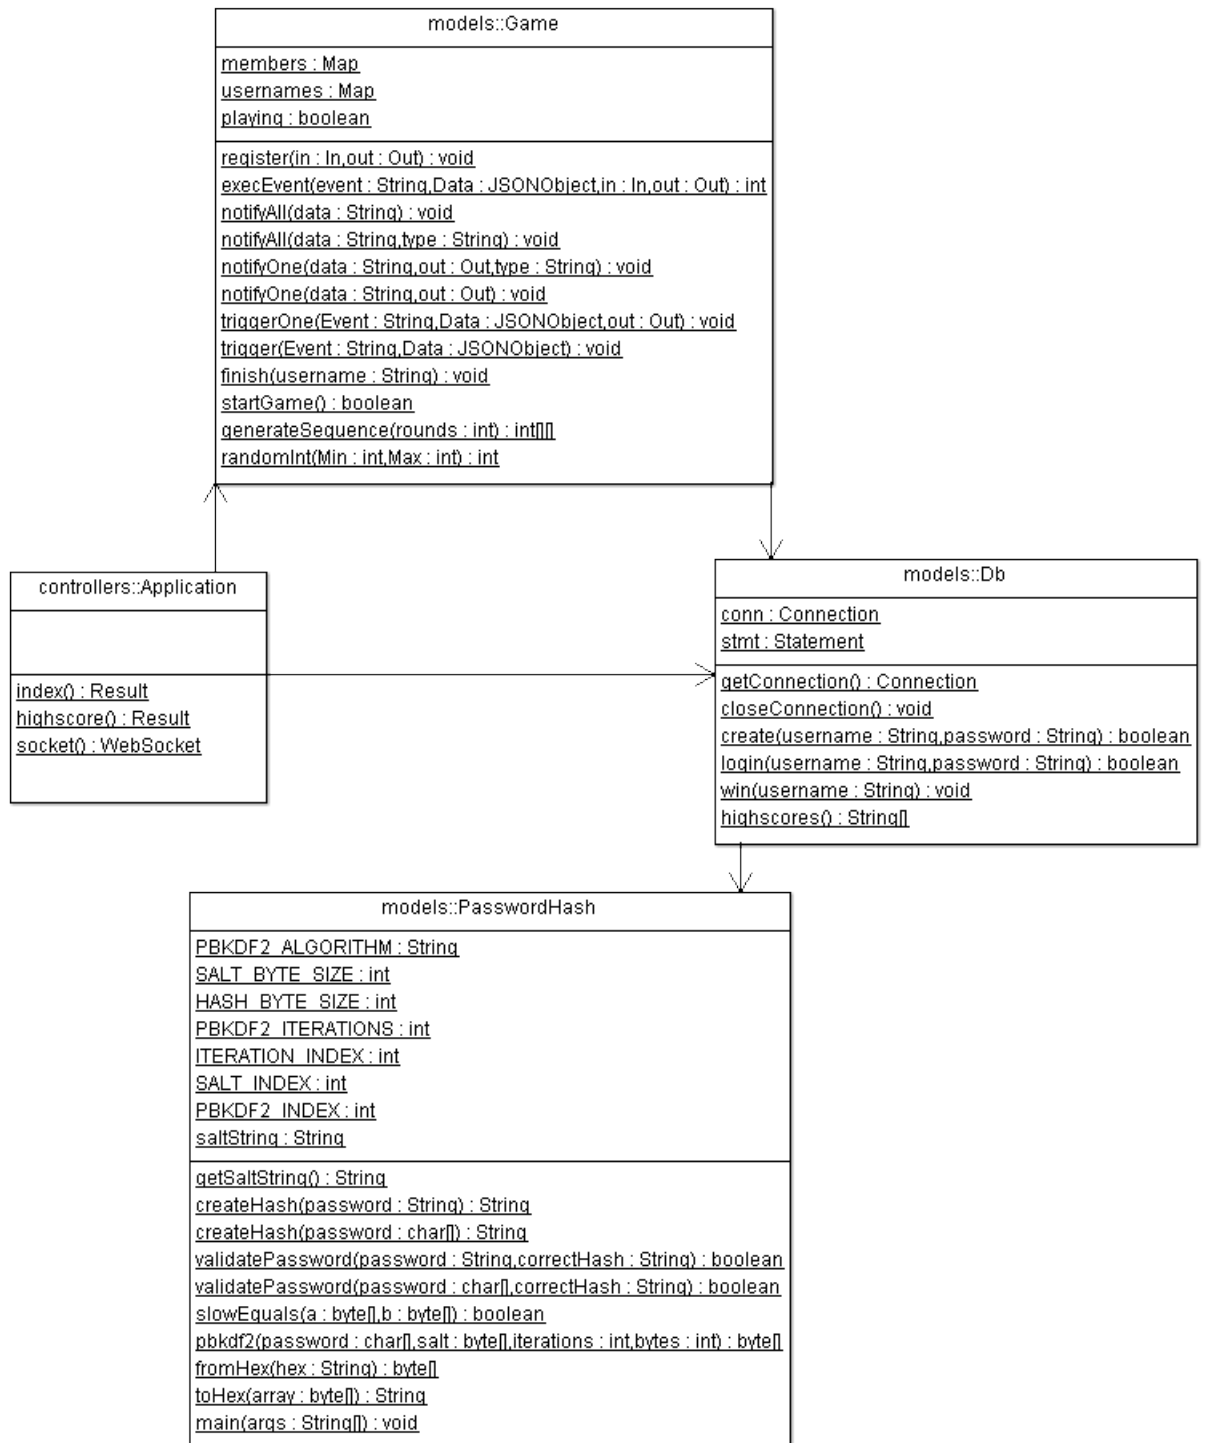 models::Game
members : Map
usernames : Map
playing : boolean
register(in : In,out : Out) : void
execEvent(event : String,Data : JSONObject,in : In,out : Out) : int
notifyAll(data : String) : void
notifyAll(data : String,type : String) : void
notifyOne(data : String,out : Out,type : String) : void
notifyOne(data : String,out : Out) : void
triggerOne(Event : String,Data : JSONObject,out : Out) : void
trigger(Event : String,Data : JSONObject) : void
finish(username : String) : void
startGame() : boolean
generateSequence(rounds : int) : int[][]
randomInt(Min : int,Max : int) : int
controllers::Application
index() : Result
highscore() : Result
socket() : WebSocket
models::Db
conn : Connection
stmt : Statement
getConnection() : Connection
closeConnection() : void
create(username : String,password : String) : boolean
login(username : String,password : String) : boolean
win(username : String) : void
highscores() : String[]
models::PasswordHash
PBKDF2_ALGORITHM : String
SALT_BYTE_SIZE : int
HASH_BYTE_SIZE : int
PBKDF2_ITERATIONS : int
ITERATION_INDEX : int
SALT_INDEX : int
PBKDF2_INDEX : int
saltString : String
getSaltString() : String
createHash(password : String) : String
createHash(password : char[]) : String
validatePassword(password : String,correctHash : String) : boolean
validatePassword(password : char[],correctHash : String) : boolean
slowEquals(a : byte[],b : byte[]) : boolean
pbkdf2(password : char[],salt : byte[],iterations : int,bytes : int) : byte[]
fromHex(hex : String) : byte[]
toHex(array : byte[]) : String
main(args : String[]) : void